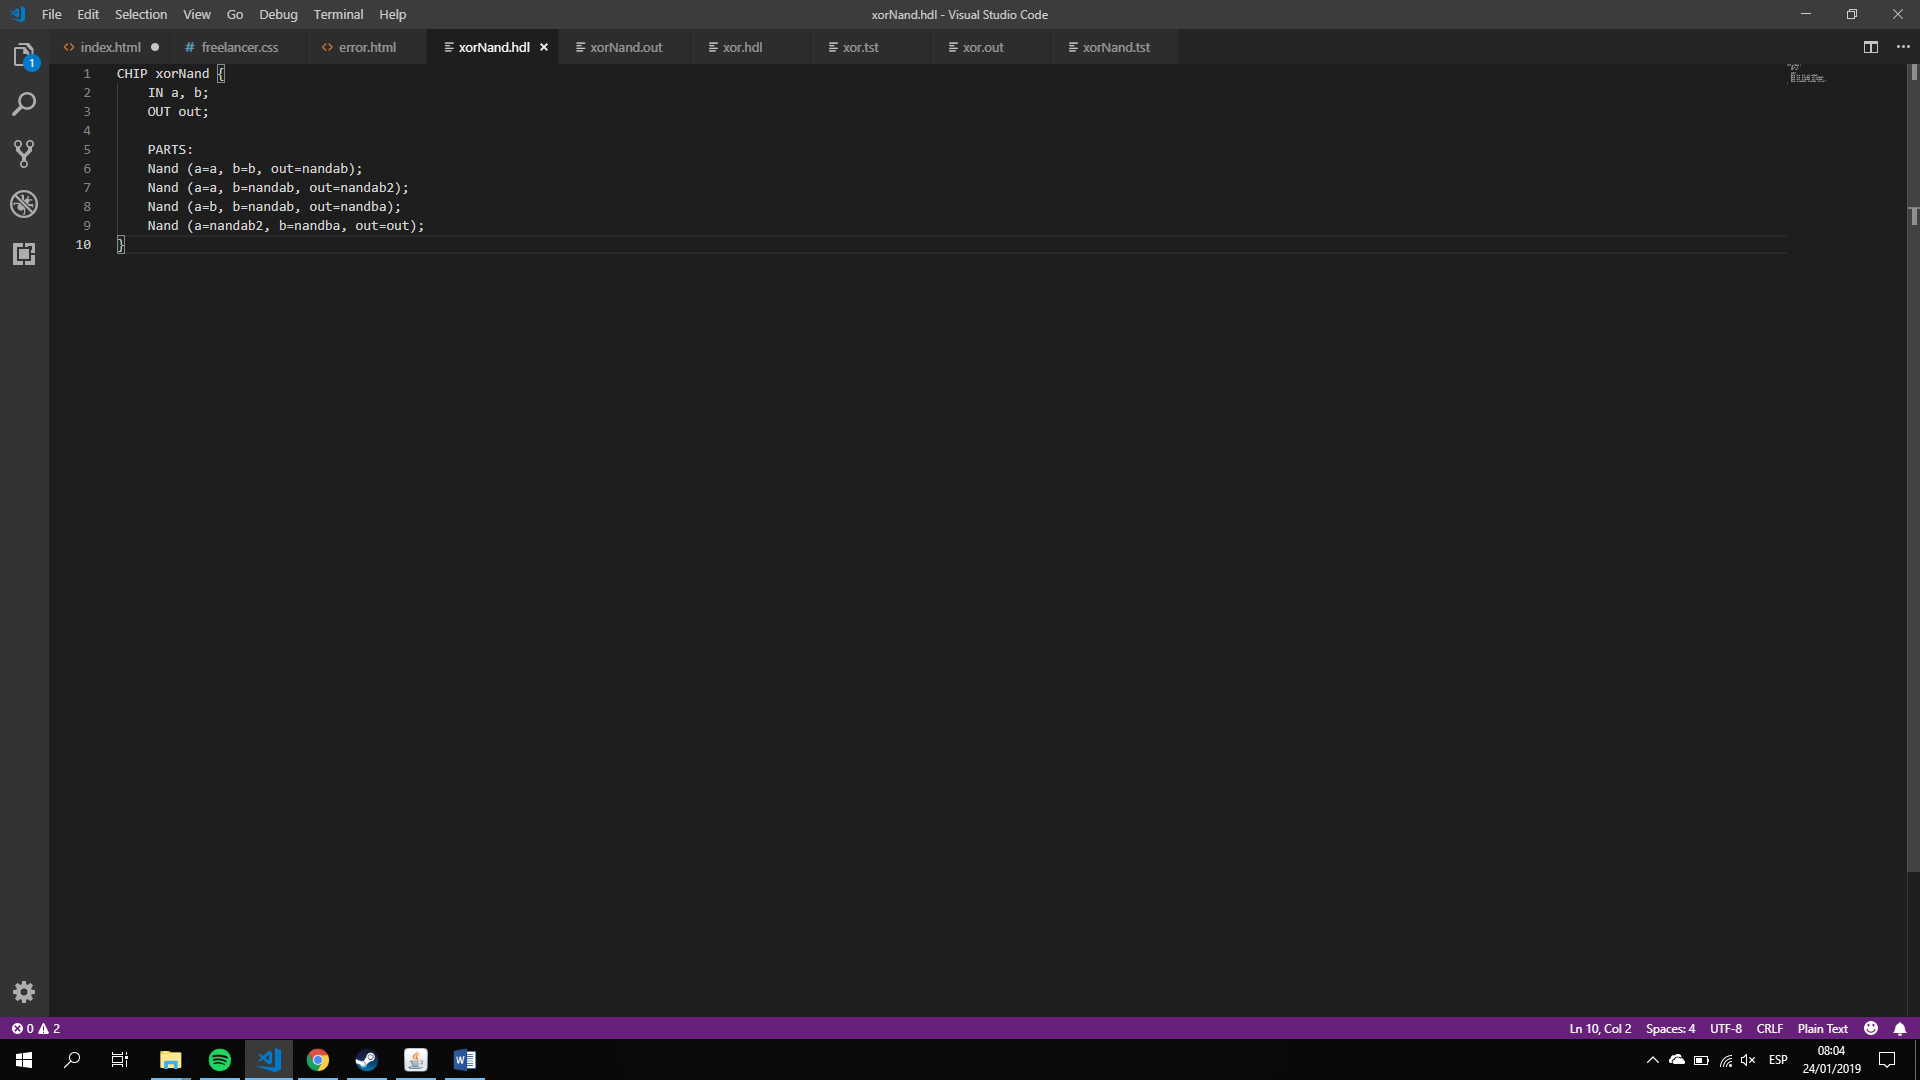 File Edit Selection View Go Debug Terminal Help xorNand.hdl - Visual Studio Code
index.html freelancer.css error.html xorNand.hdl xorNand.out xor.hdl xor.tst xor.out xorNand.tst
1
1 CHIP xorNand {
2 IN a, b;
3 OUT out;
4
5 PARTS:
6 Nand (a=a, b=b, out=nandab);
7 Nand (a=a, b=nandab, out=nandab2);
8 Nand (a=b, b=nandab, out=nandba);
9 Nand (a=nandab2, b=nandba, out=out);
10 }
0 2 Ln 10, Col 2 Spaces: 4 UTF-8 CRLF Plain Text
ESP 08:04
24/01/2019